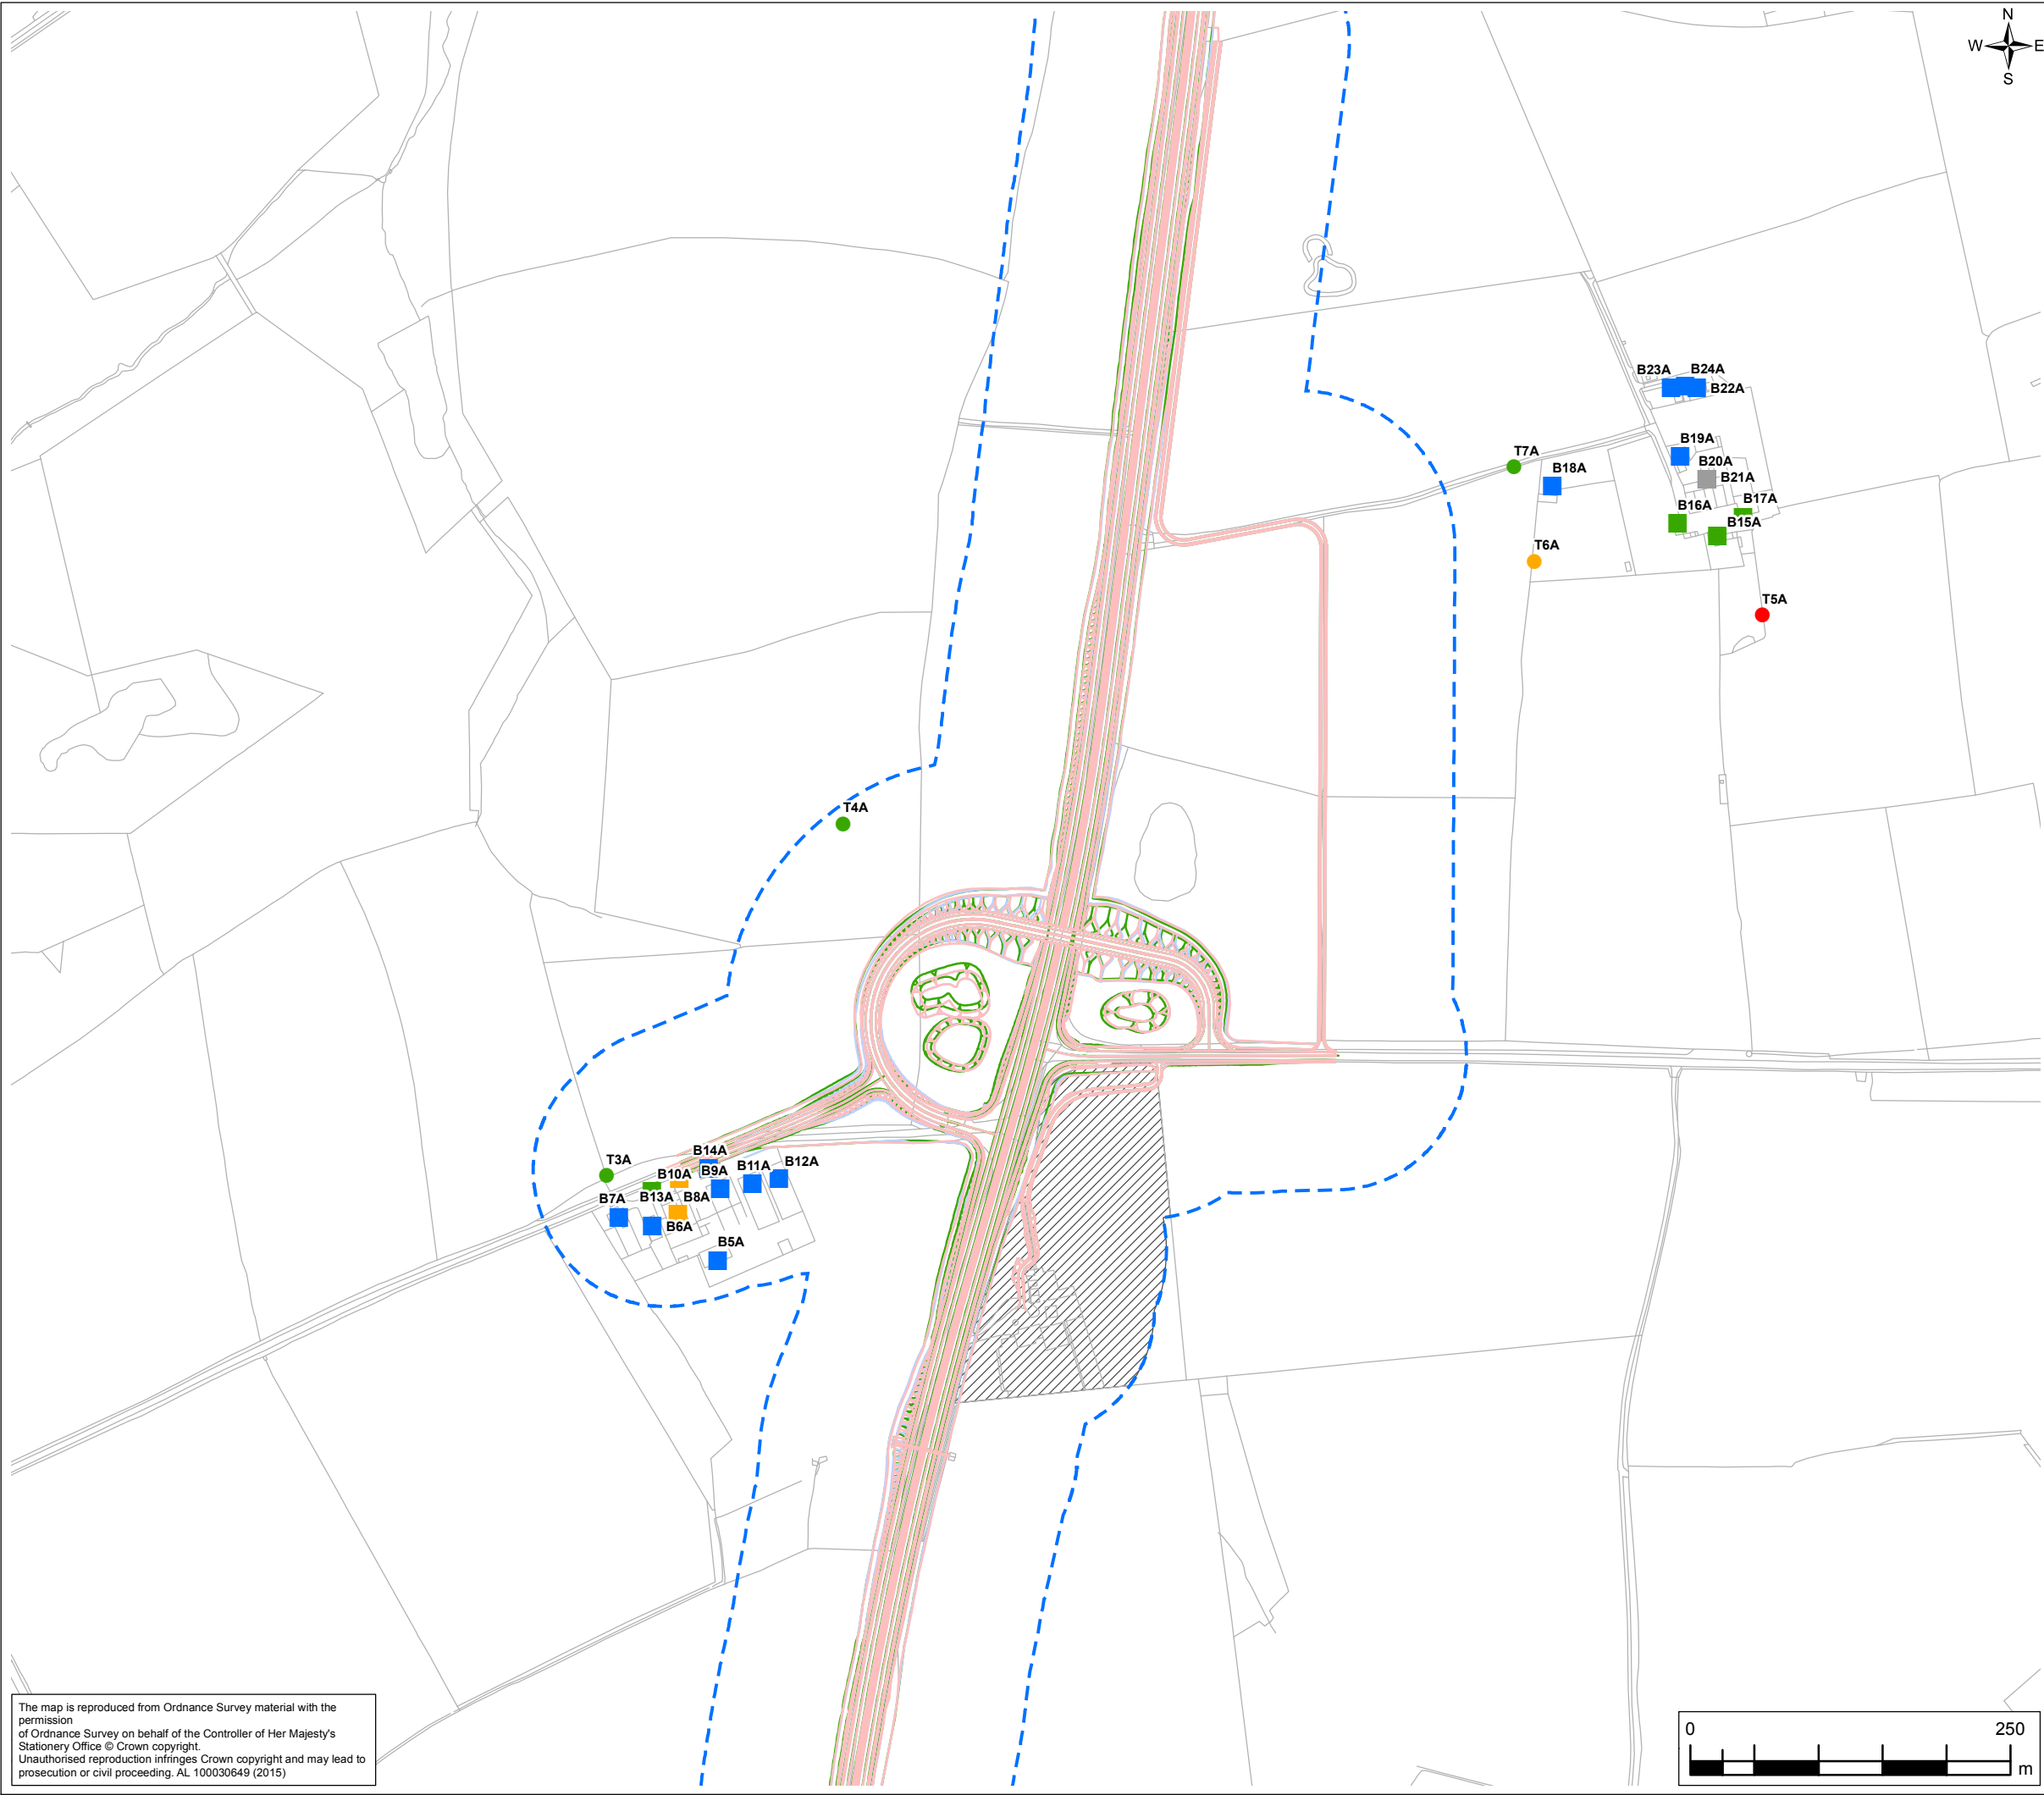 N
W E
S
B23A B24A
B22A
B19A
T7A
B20A
B18A
B21A
B17A
B16A
B15A
T6A
T5A
T4A
B14A
T3A
B10A B9A B11A B12A
B7A B13A B8A
B6A
B5A
The map is reproduced from Ordnance Survey material with the
permission
of Ordnance Survey on behalf of the Controller of Her Majesty's
Stationery Office © Crown copyright.
Unauthorised reproduction infringes Crown copyright and may lead to
prosecution or civil proceeding. AL 100030649 (2015)
0 250
m